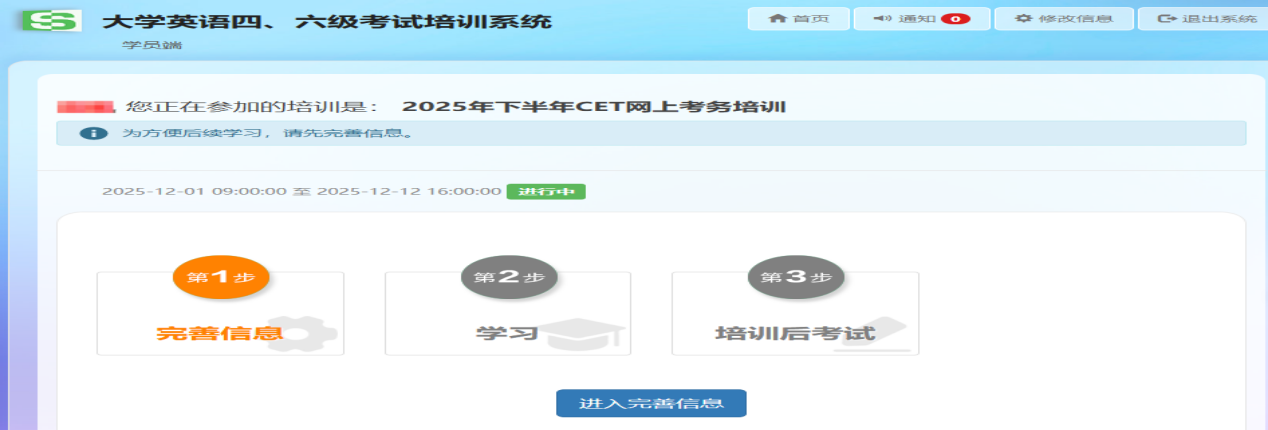 大学英语四、六级考试培训系统
首页 通知 0 修改信息 退出系统
学员端
, 您正在参加的培训是： 2025年下半年CET网上考务培训
为方便后续学习，请先完善信息。
2025-12-01 09:00:00 至 2025-12-12 16:00:00 进行中
第1步 第2步 第3步
完善信息 学习 培训后考试
进入完善信息